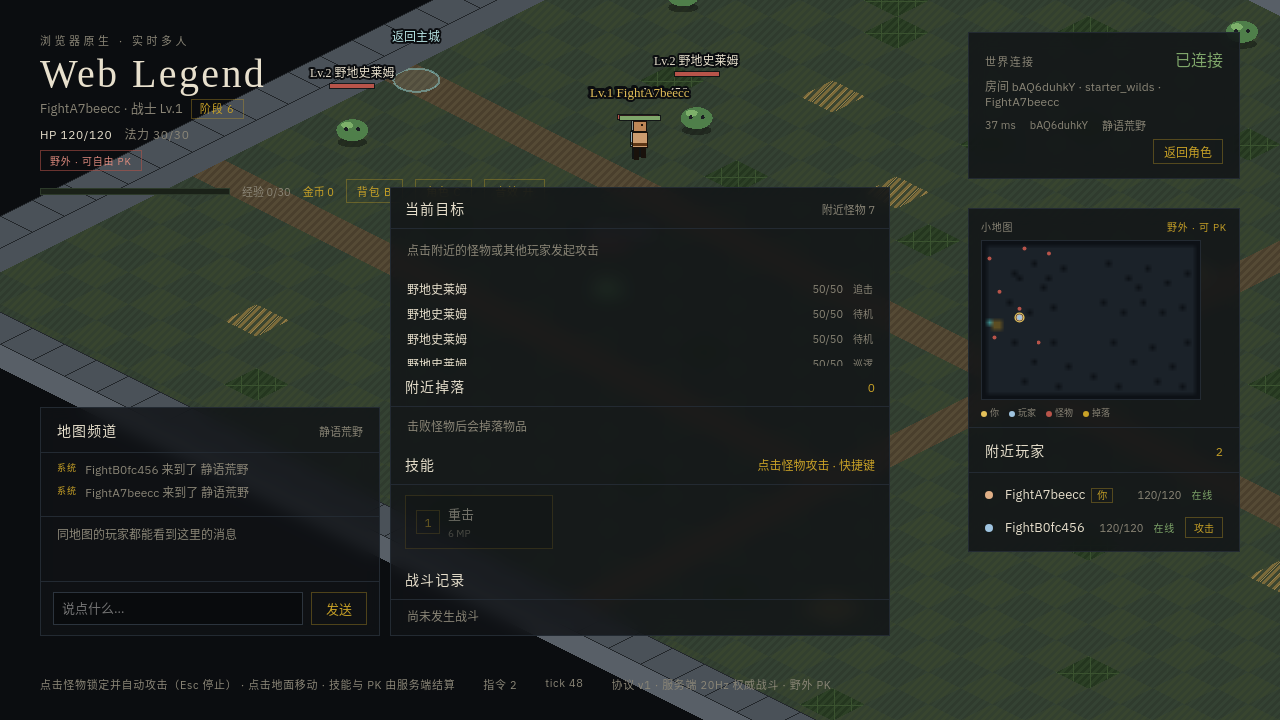 浏览器原生 · 实时多人
Web Legend
FightA7beecc · 战士 Lv.1 阶段 6
HP 120/120 法力 30/30
野外 · 可自由 PK
经验 0/30 金币 0 背包 B
返回主城
Lv.2 野地史莱姆
Lv.2 野地史莱姆
Lv.1 FightA7beecc
世界连接 已连接
房间 bAQ6duhkY · starter_wilds ·
FightA7beecc
37 ms bAQ6duhkY 静语荒野
返回角色
小地图 野外 · 可 PK
你 玩家 怪物 掉落
附近玩家 2
FightA7beecc 你 120/120 在线
FightB0fc456 120/120 在线 攻击
当前目标 附近怪物 7
点击附近的怪物或其他玩家发起攻击
野地史莱姆 50/50 追击
野地史莱姆 50/50 待机
野地史莱姆 50/50 待机
野地史莱姆 50/50 巡逻
附近掉落 0
击败怪物后会掉落物品
技能 点击怪物攻击 · 快捷键
1 重击
6 MP
战斗记录
尚未发生战斗
地图频道 静语荒野
系统 FightB0fc456 来到了 静语荒野
系统 FightA7beecc 来到了 静语荒野
同地图的玩家都能看到这里的消息
说点什么... 发送
点击怪物锁定并自动攻击（Esc 停止） · 点击地面移动 · 技能与 PK 由服务端结算 指令 2 tick 48 协议 v1 · 服务端 20Hz 权威战斗 · 野外 PK